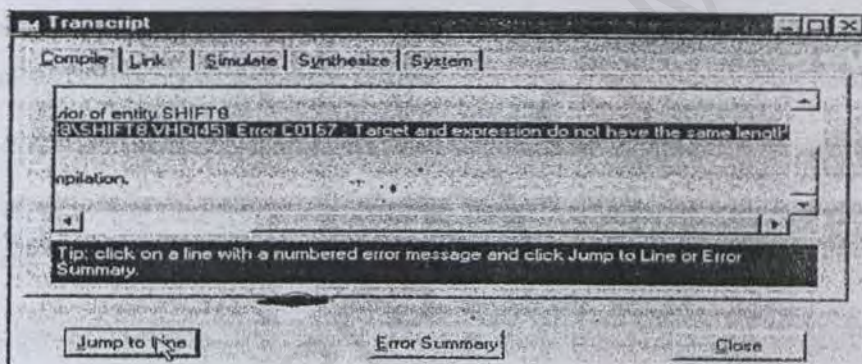 Transcript
Compile Link Simulate Synthesize System
vior of entity SHIFT8
8\SHIFT8.VHD(45): Error C0167 : Target and expression do not have the same length
npilation.
Tip: click on a line with a numbered error message and click Jump to Line or Error
Summary.
Jump to Line Error Summary Close